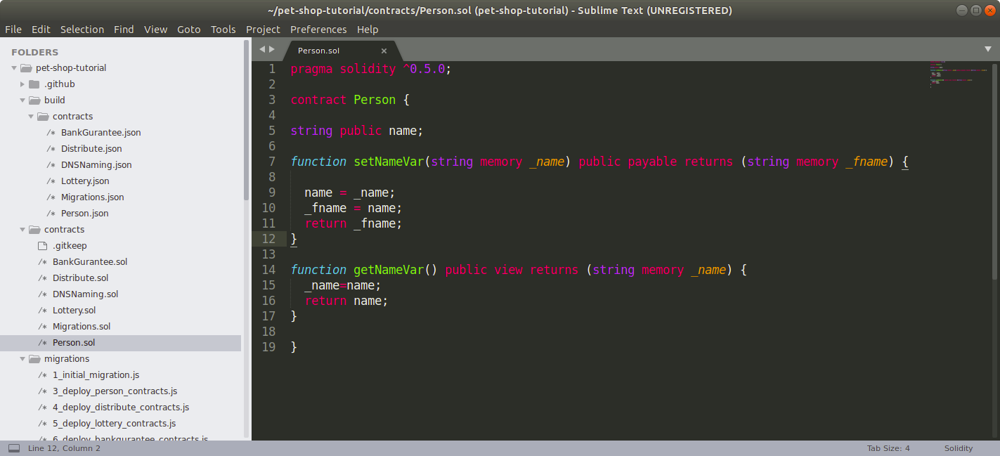 ~/pet-shop-tutorial/contracts/Person.sol (pet-shop-tutorial) - Sublime Text (UNREGISTERED)
File Edit Selection Find View Goto Tools Project Preferences Help
FOLDERS
pet-shop-tutorial
.github
build
contracts
/* BankGurantee.json
/* Distribute.json
/* DNSNaming.json
/* Lottery.json
/* Migrations.json
/* Person.json
contracts
.gitkeep
/* BankGurantee.sol
/* Distribute.sol
/* DNSNaming.sol
/* Lottery.sol
/* Migrations.sol
/* Person.sol
migrations
/* 1_initial_migration.js
/* 3_deploy_person_contracts.js
/* 4_deploy_distribute_contracts.js
/* 5_deploy_lottery_contracts.js
/* 6_deploy_bankgurantee_contracts.js
Person.sol ×
1 pragma solidity ^0.5.0;
2
3 contract Person {
4
5 string public name;
6
7 function setNameVar(string memory _name) public payable returns (string memory _fname) {
8
9   name = _name;
10   _fname = name;
11   return _fname;
12 }
13
14 function getNameVar() public view returns (string memory _name) {
15   _name=name;
16   return name;
17 }
18
19 }
Line 12, Column 2
Tab Size: 4
Solidity